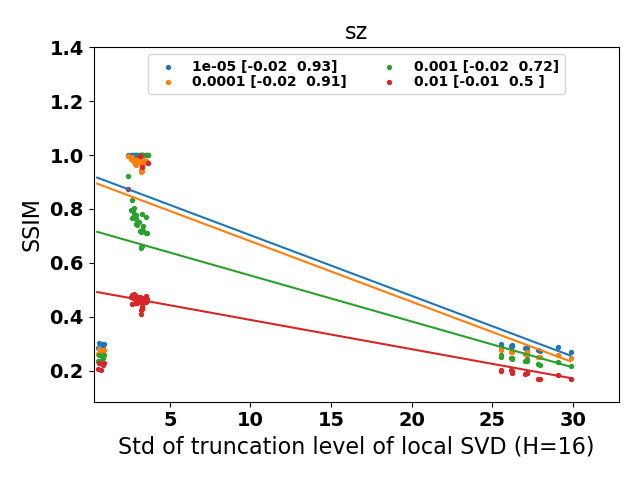 sz
1e-05 [-0.02  0.93]
0.0001 [-0.02  0.91]
0.001 [-0.02  0.72]
0.01 [-0.01  0.5 ]
1.4
1.2
1.0
0.8
0.6
0.4
0.2
SSIM
5 10 15 20 25 30
Std of truncation level of local SVD (H=16)